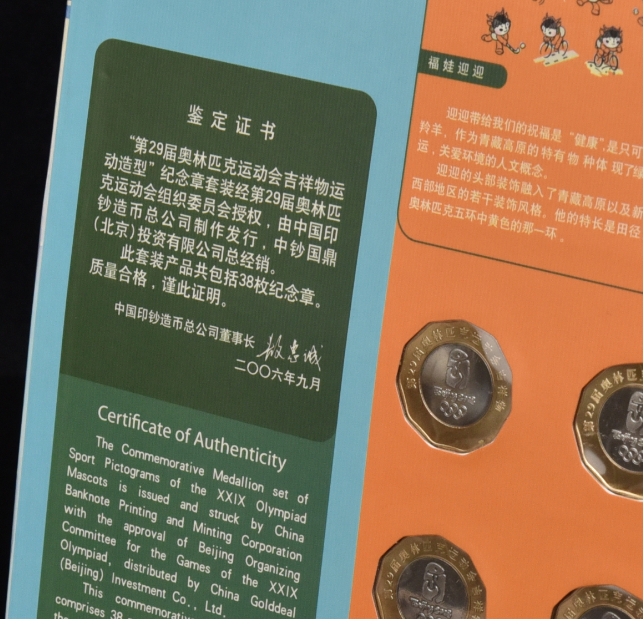 鉴定证书
“第29届奥林匹克运动会吉祥物运
动造型”纪念章套装经第29届奥林匹
克运动会组织委员会授权，由中国印
钞造币总公司制作发行，中钞国鼎
(北京)投资有限公司总经销。
此套装产品共包括38枚纪念章。
质量合格，谨此证明。
中国印钞造币总公司董事长
二〇〇六年九月
Certificate of Authenticity
The Commemorative Medallion set of
Sport Pictograms of the XXIX Olympiad
Mascots is issued and struck by China
Banknote Printing and Minting Corporation
with the approval of Beijing Organizing
Committee for the Games of the XXIX
Olympiad, distributed by China Golddeal
(Beijing) Investment Co., Ltd.
This commemorative
comprises 38
福娃迎迎
迎迎带给我们的祝福是“健康”.是只可
羚羊．作为青藏高原的特有物种体 现了绿
运，关爱环境的人文概念。
迎迎的头部装饰融入了青藏高原以及新
西部地区的若干装饰风格。他的特长是田径
奥林匹克五环中黄色的那一环。
Beijing 2008